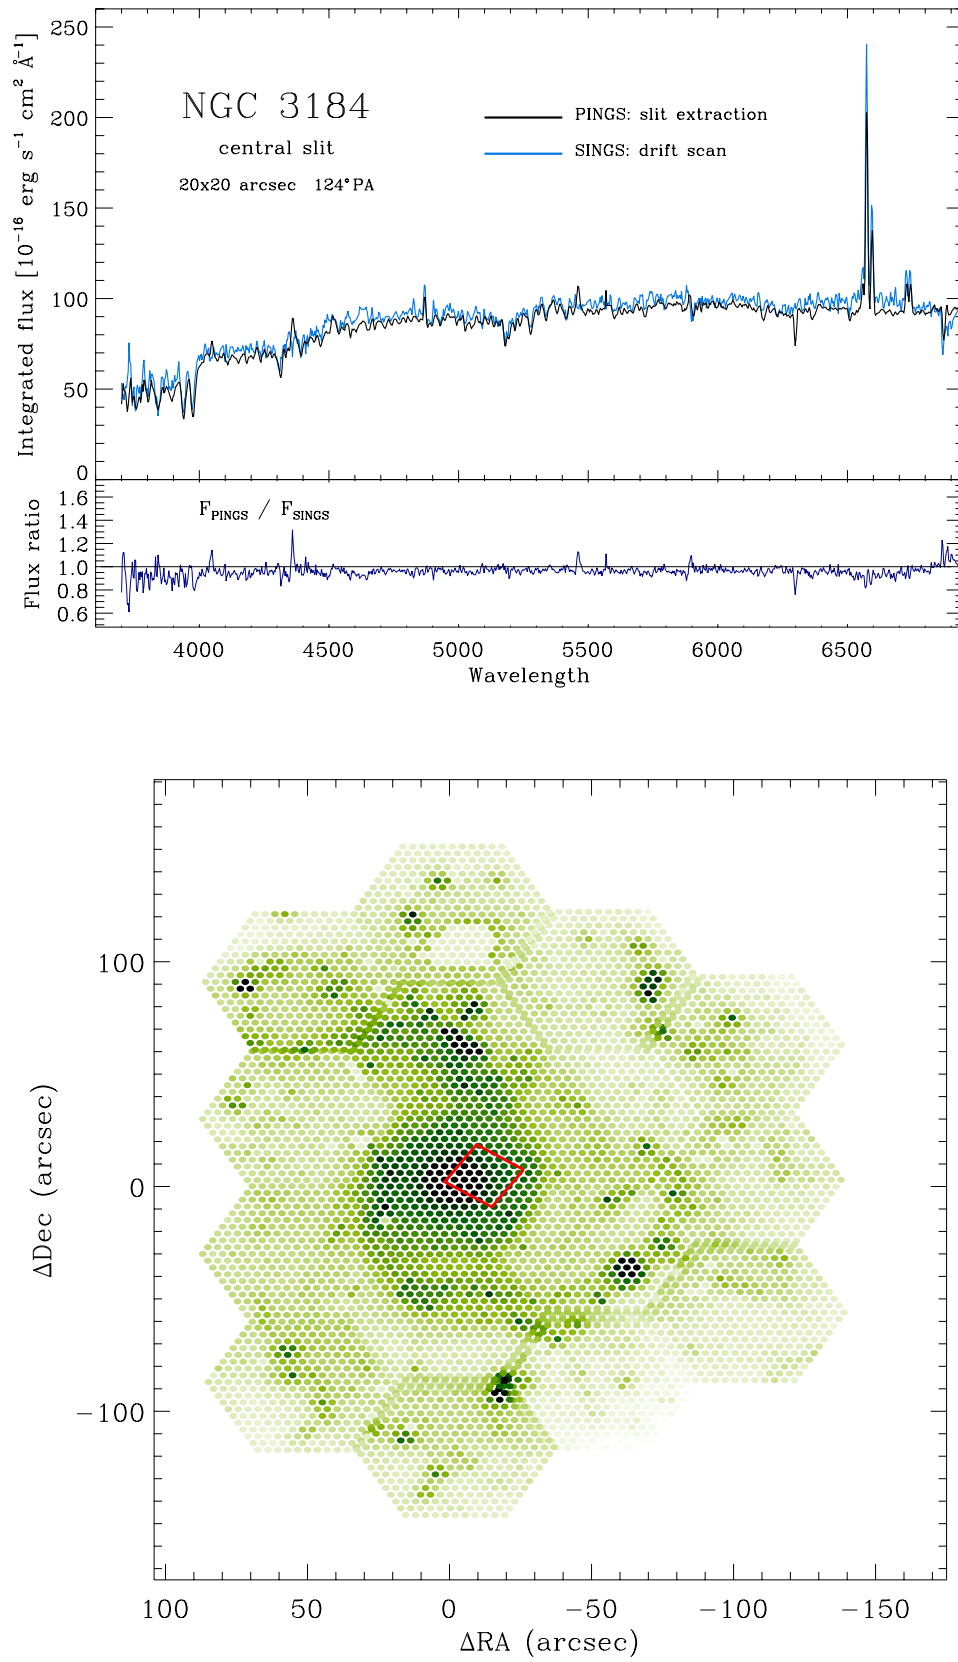 Integrated flux [10⁻¹⁶ erg s⁻¹ cm² Å⁻¹]
250
200
150
100
50
0
NGC 3184
central slit
20x20 arcsec 124°PA
PINGS: slit extraction
SINGS: drift scan
Flux ratio
1.6
1.4
1.2
1.0
0.8
0.6
F_PINGS / F_SINGS
4000 4500 5000 5500 6000 6500
Wavelength
ΔDec (arcsec)
100
0
−100
100 50 0 −50 −100 −150
ΔRA (arcsec)